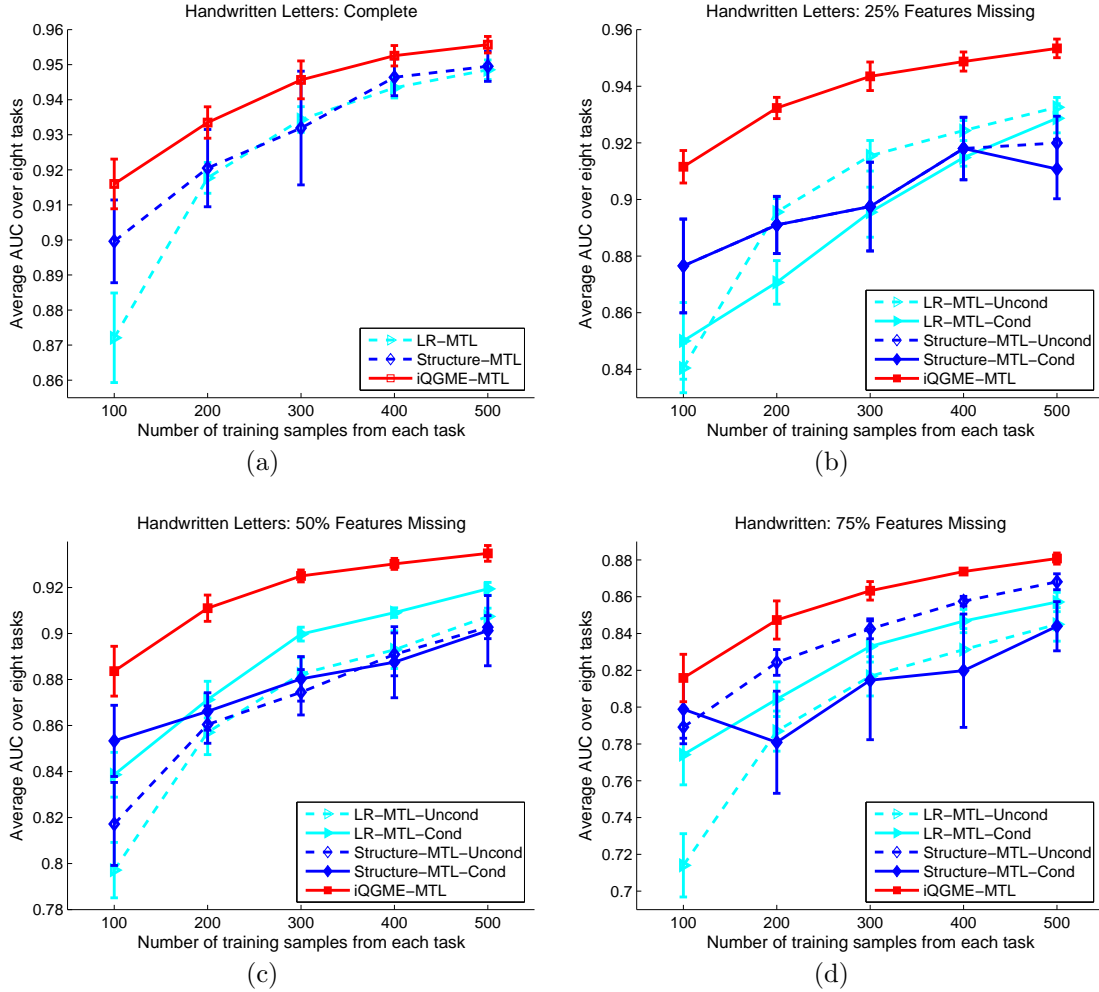 Handwritten Letters: Complete
0.96
0.95
0.94
0.93
0.92
0.91
0.9
0.89
0.88
0.87
0.86
Average AUC over eight tasks
LR−MTL
Structure−MTL
iQGME−MTL
100 200 300 400 500
Number of training samples from each task
(a)
Handwritten Letters: 25% Features Missing
0.96
0.94
0.92
0.9
0.88
0.86
0.84
Average AUC over eight tasks
LR−MTL−Uncond
LR−MTL−Cond
Structure−MTL−Uncond
Structure−MTL−Cond
iQGME−MTL
100 200 300 400 500
Number of training samples from each task
(b)
Handwritten Letters: 50% Features Missing
0.92
0.9
0.88
0.86
0.84
0.82
0.8
0.78
Average AUC over eight tasks
LR−MTL−Uncond
LR−MTL−Cond
Structure−MTL−Uncond
Structure−MTL−Cond
iQGME−MTL
100 200 300 400 500
Number of training samples from each task
(c)
Handwritten: 75% Features Missing
0.88
0.86
0.84
0.82
0.8
0.78
0.76
0.74
0.72
0.7
Average AUC over eight tasks
LR−MTL−Uncond
LR−MTL−Cond
Structure−MTL−Uncond
Structure−MTL−Cond
iQGME−MTL
100 200 300 400 500
Number of training samples from each task
(d)